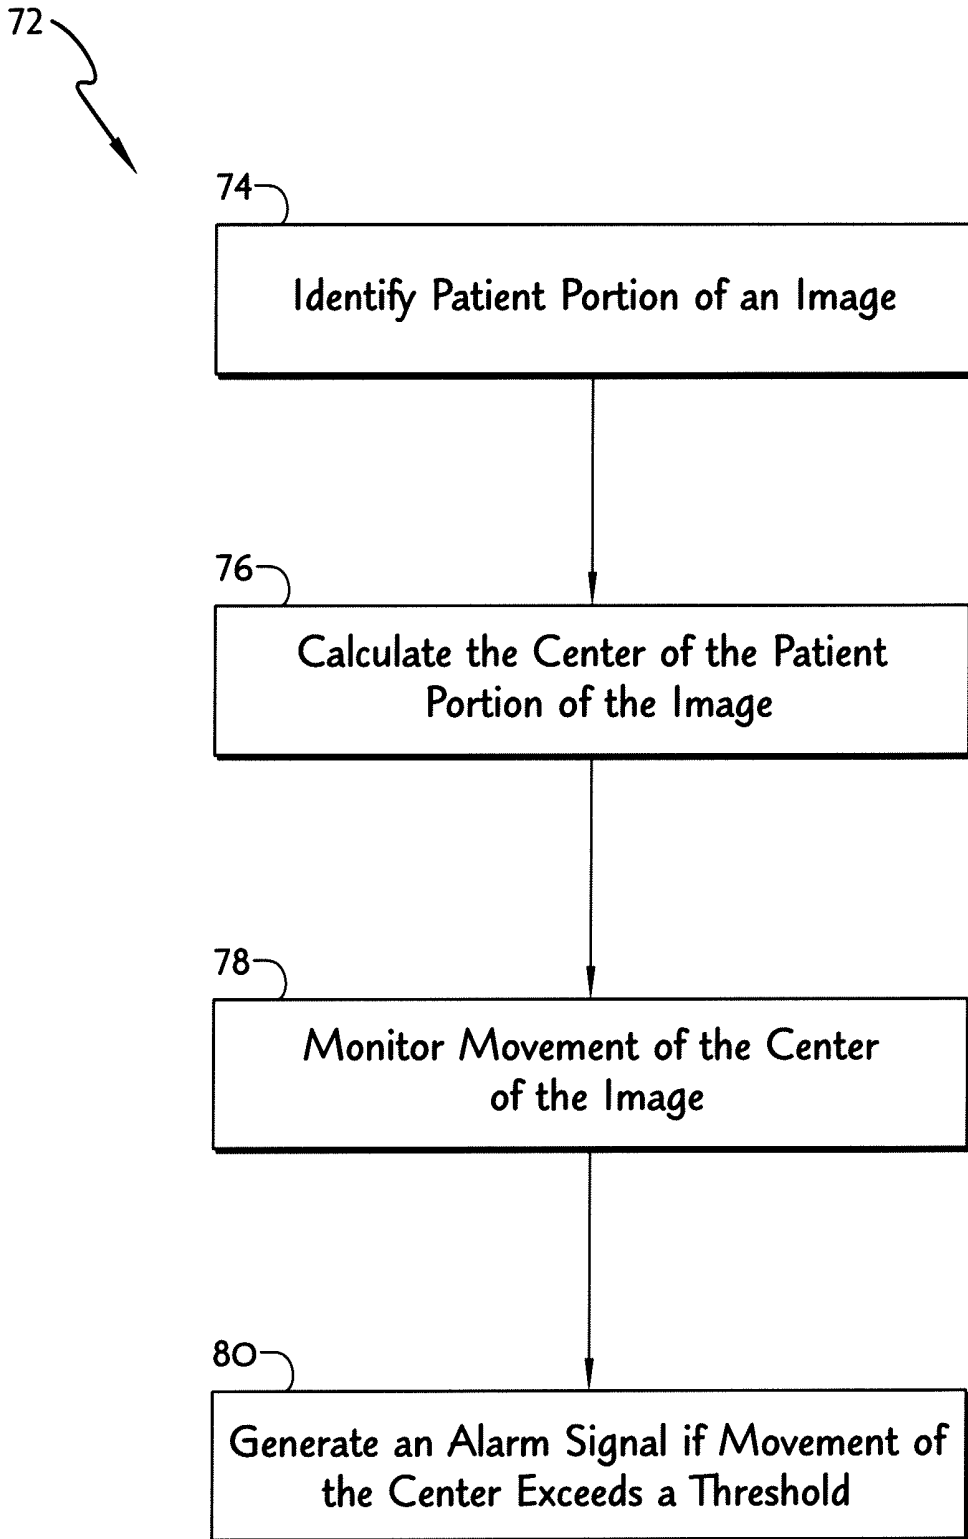 72
74
Identify Patient Portion of an Image
76
Calculate the Center of the Patient
Portion of the Image
78
Monitor Movement of the Center
of the Image
80
Generate an Alarm Signal if Movement of
the Center Exceeds a Threshold